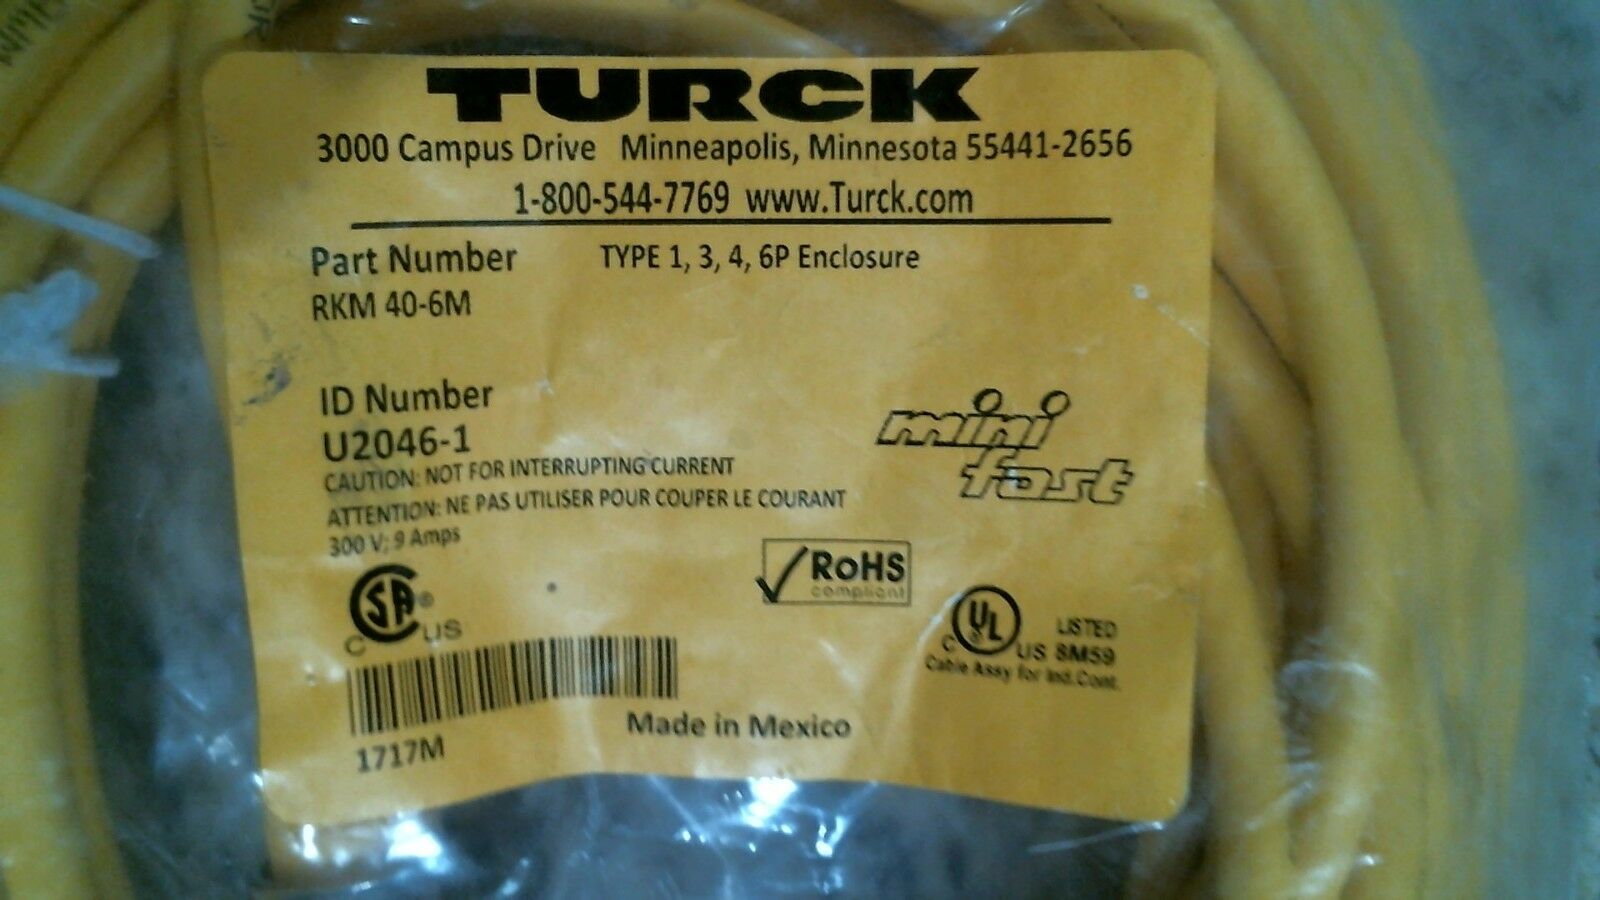 TURCK
3000 Campus Drive Minneapolis, Minnesota 55441-2656
1-800-544-7769 www.Turck.com
Part Number TYPE 1, 3, 4, 6P Enclosure
RKM 40-6M
ID Number
U2046-1
CAUTION: NOT FOR INTERRUPTING CURRENT
ATTENTION: NE PAS UTILISER POUR COUPER LE COURANT
300 V; 9 Amps
mini
fast
RoHS
compliant
C SA ® US
C UL ® US LISTED
8M59
Cable Assy for Ind.Cont.
Made in Mexico
1717M